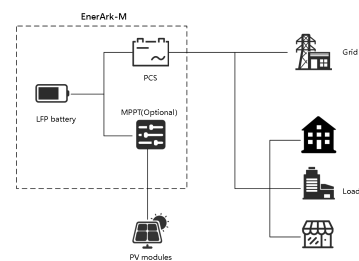 EnerArk-M
Grid
PCS
LFP battery
MPPT(Optional)
Load
PV modules